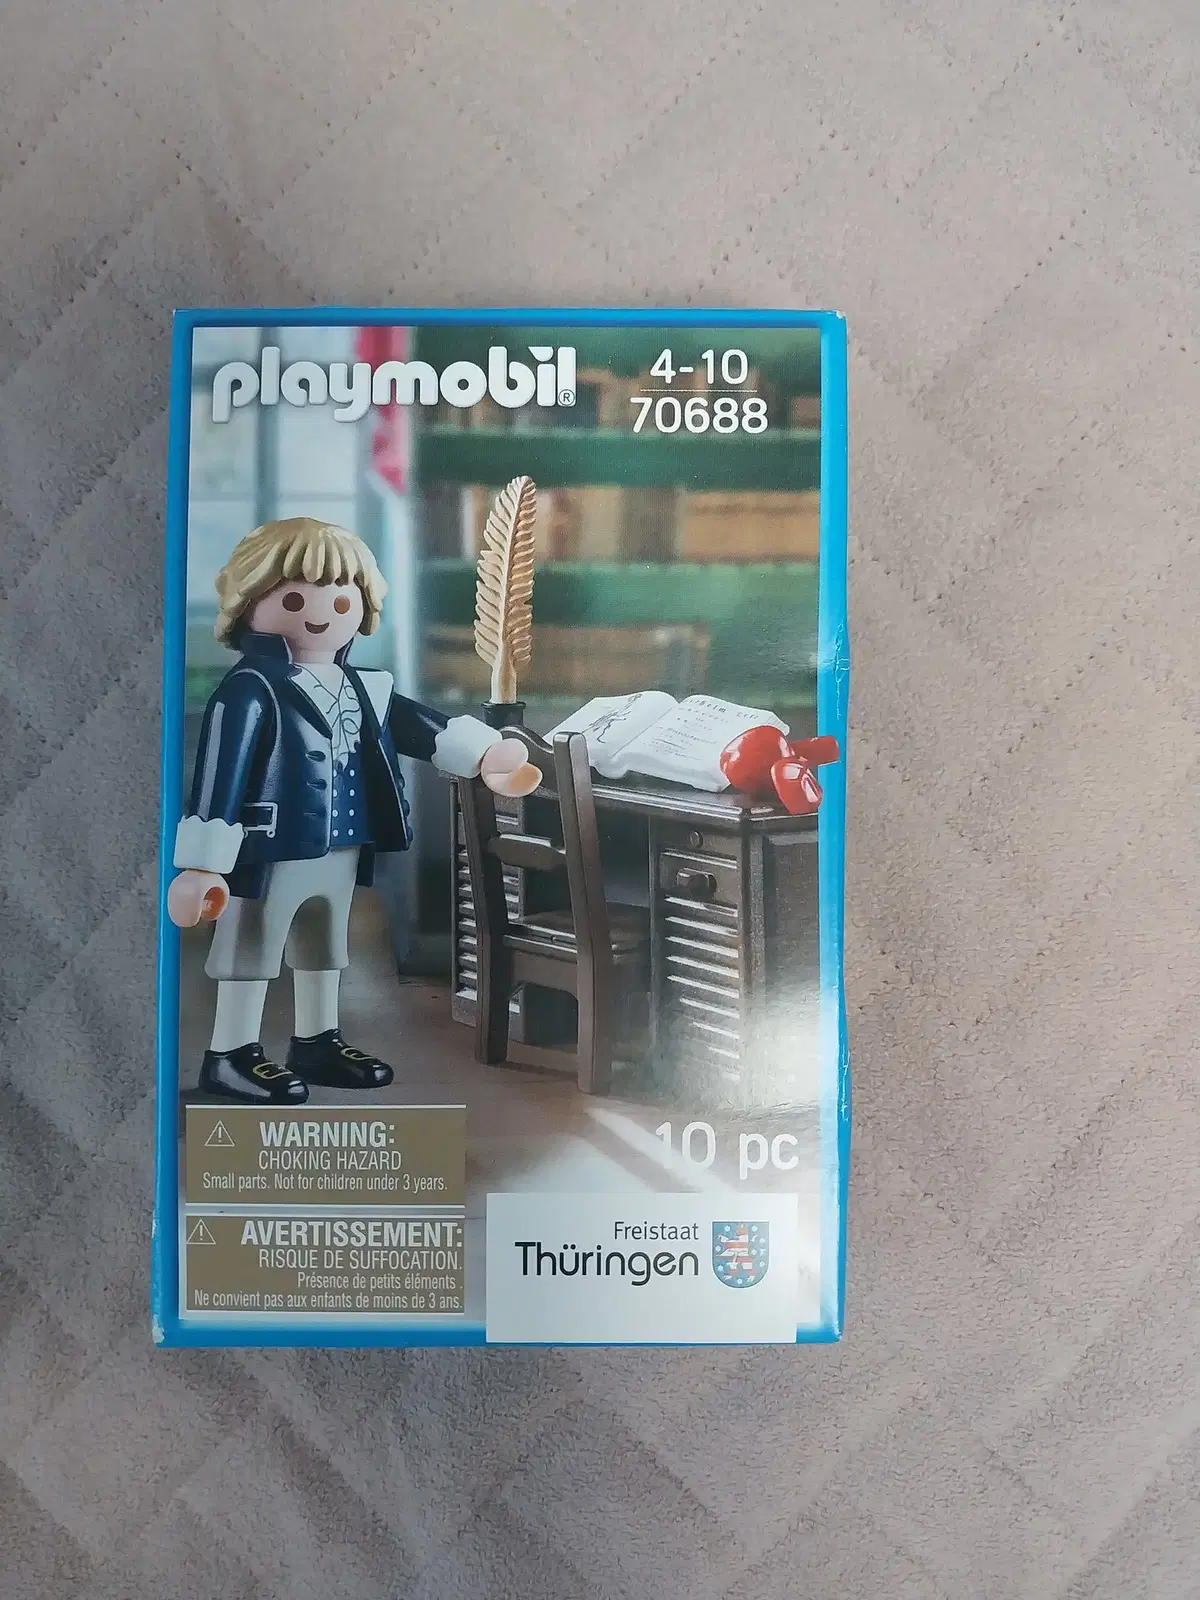 playmobil®
4-10
70688
10 pc
WARNING:
CHOKING HAZARD
Small parts. Not for children under 3 years.
AVERTISSEMENT:
RISQUE DE SUFFOCATION.
Présence de petits éléments.
Ne convient pas aux enfants de moins de 3 ans.
Freistaat
Thüringen